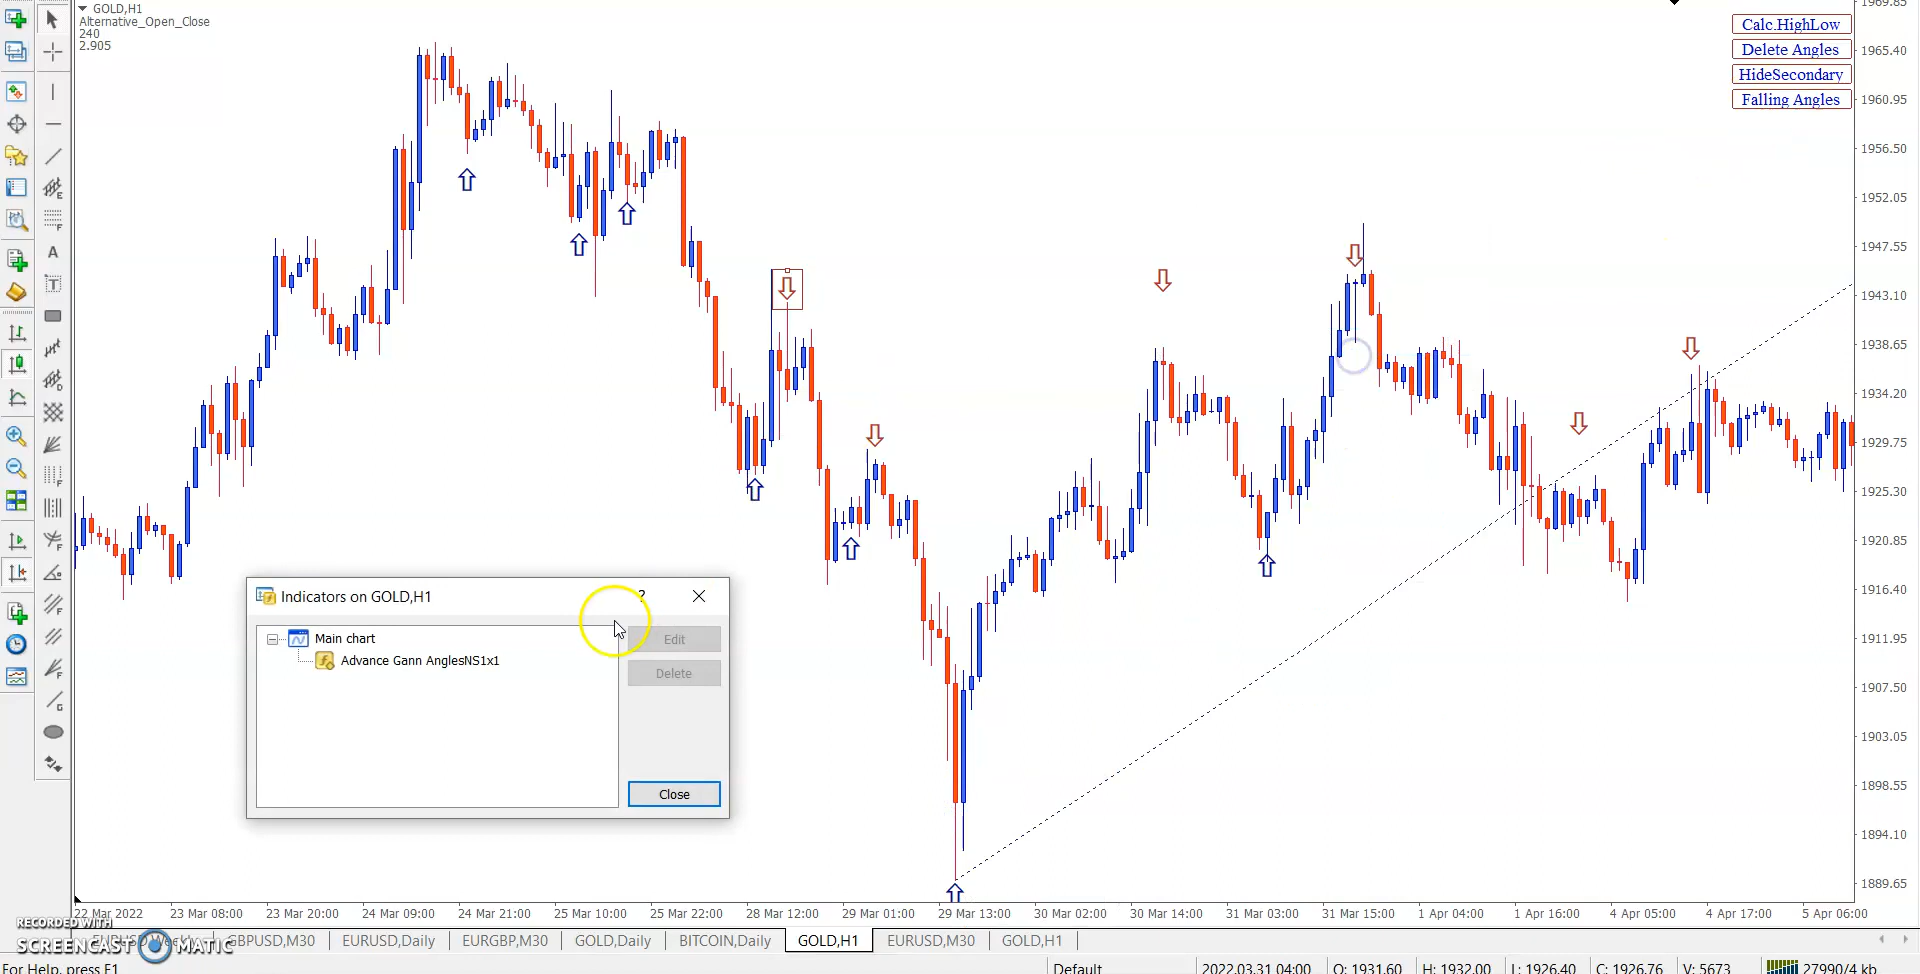 GOLD,H1
Alternative_Open_Close
240
2.905
Calc.HighLow
Delete Angles
HideSecondary
Falling Angles
1969.85
1965.40
1960.95
1956.50
1952.05
1947.55
1943.10
1938.65
1934.20
1929.75
1925.30
1920.85
1916.40
1911.95
1907.50
1903.05
1898.55
1894.10
1889.65
Indicators on GOLD,H1
?
Main chart
Advance Gann AnglesNS1x1
Edit
Delete
Close
22 Mar 2022
23 Mar 08:00
23 Mar 20:00
24 Mar 09:00
24 Mar 21:00
25 Mar 10:00
25 Mar 22:00
28 Mar 12:00
29 Mar 01:00
29 Mar 13:00
30 Mar 02:00
30 Mar 14:00
31 Mar 03:00
31 Mar 15:00
1 Apr 04:00
1 Apr 16:00
4 Apr 05:00
4 Apr 17:00
5 Apr 06:00
RECORDED WITH
SCREENCAST MATIC
GBPUSD,M30
EURUSD,Daily
EURGBP,M30
GOLD,Daily
BITCOIN,Daily
GOLD,H1
EURUSD,M30
GOLD,H1
For Help, press F1
Default
2022.03.31 04:00
O: 1931.60
H: 1932.00
L: 1926.40
C: 1926.76
V: 5673
27990/4 kb